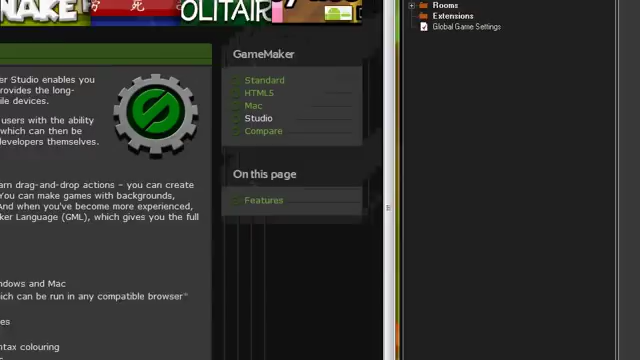 NAKE
OLITAIR
er Studio enables you
rovides the long-
ile devices.
users with the ability
which can then be
developers themselves.
arn drag-and-drop actions – you can create
You can make games with backgrounds,
And when you've become more experienced,
ker Language (GML), which gives you the full
ndows and Mac
hich can be run in any compatible browser
es
ntax colouring
GameMaker
Standard
HTML5
Mac
Studio
Compare
On this page
Features
Rooms
Extensions
Global Game Settings